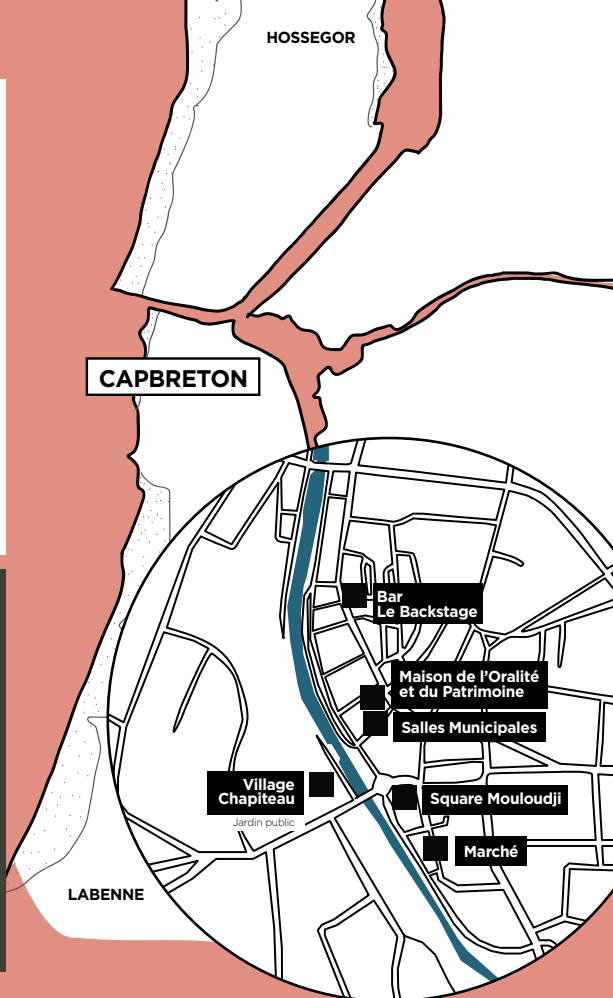 HOSSEGOR
CAPBRETON
Bar
Le Backstage
Maison de l’Oralité
et du Patrimoine
Salles Municipales
Village
Chapiteau
Jardin public
Square Mouloudji
Marché
LABENNE